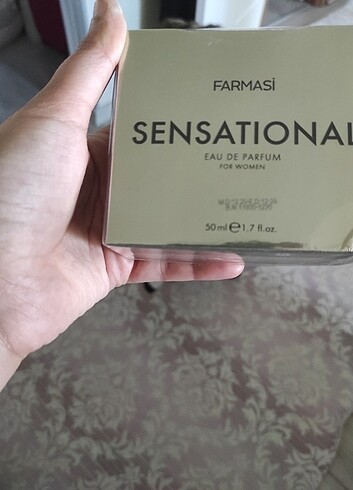 FARMASİ
SENSATIONAL
EAU DE PARFUM
FOR WOMEN
50 ml ℮ 1.7 fl.oz.